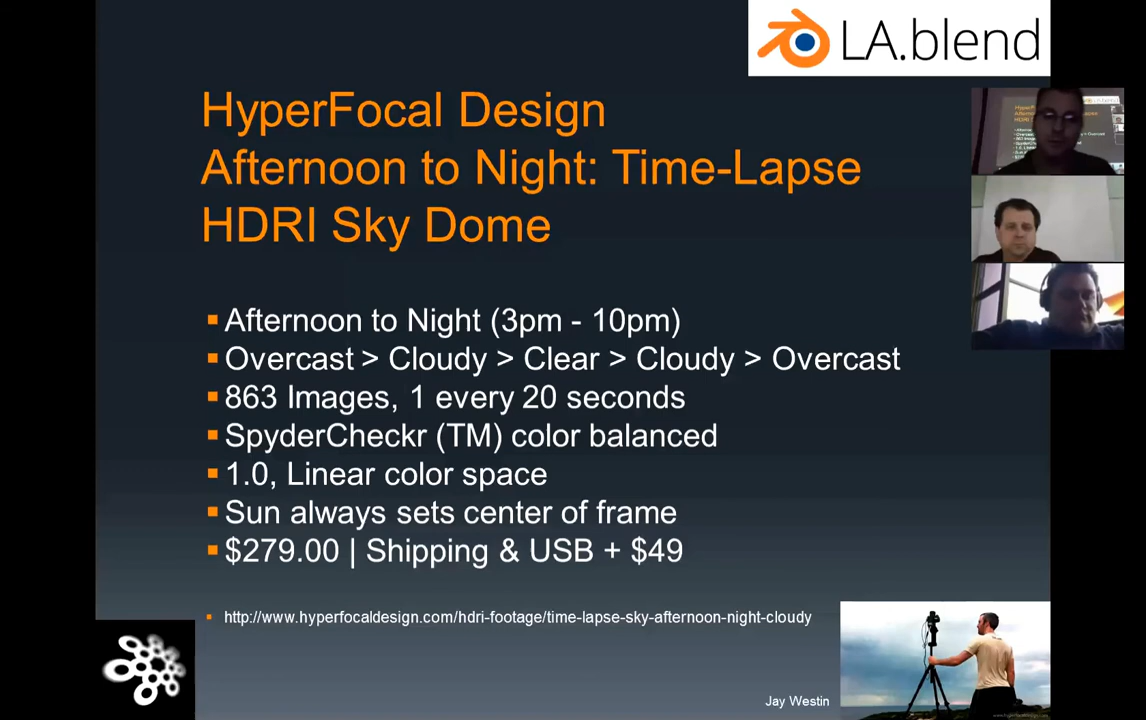 LA.blend
HyperFocal Design
Afternoon to Night: Time-Lapse
HDRI Sky Dome
Afternoon to Night (3pm - 10pm)
Overcast > Cloudy > Clear > Cloudy > Overcast
863 Images, 1 every 20 seconds
SpyderCheckr (TM) color balanced
1.0, Linear color space
Sun always sets center of frame
$279.00 | Shipping & USB + $49
http://www.hyperfocaldesign.com/hdri-footage/time-lapse-sky-afternoon-night-cloudy
Jay Westin